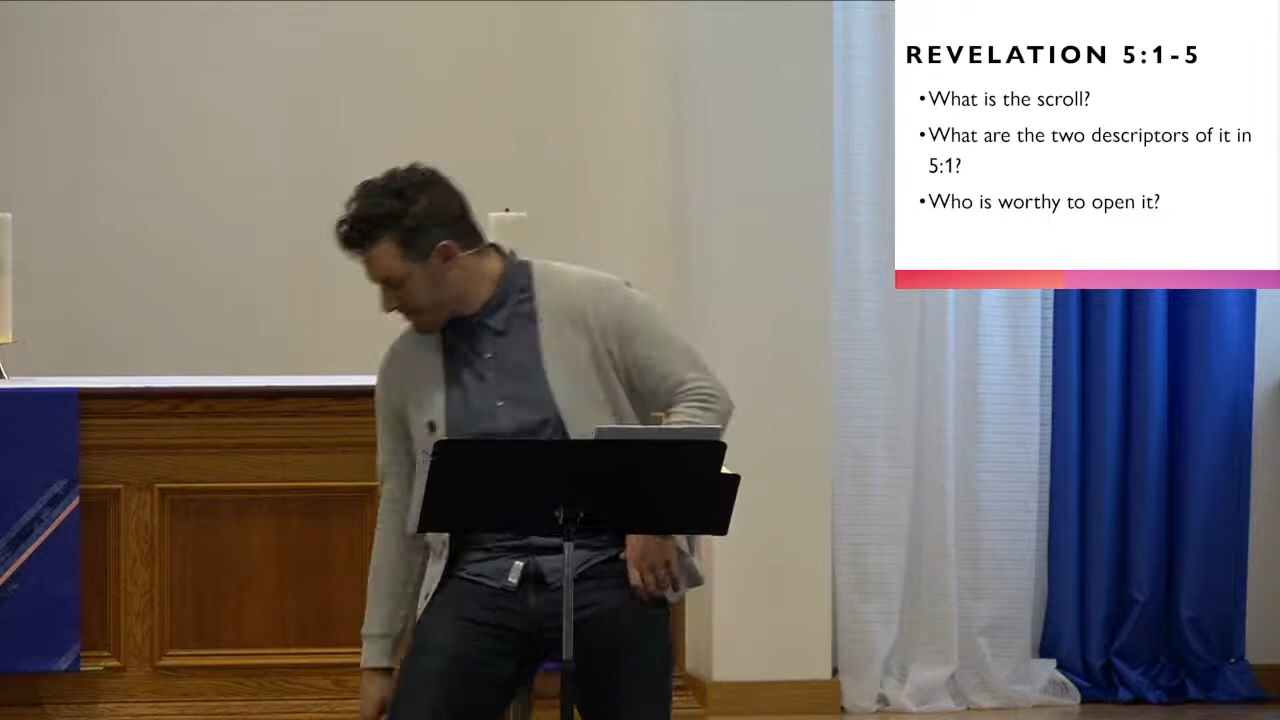 REVELATION 5:1-5
•What is the scroll?
•What are the two descriptors of it in
5:1?
•Who is worthy to open it?